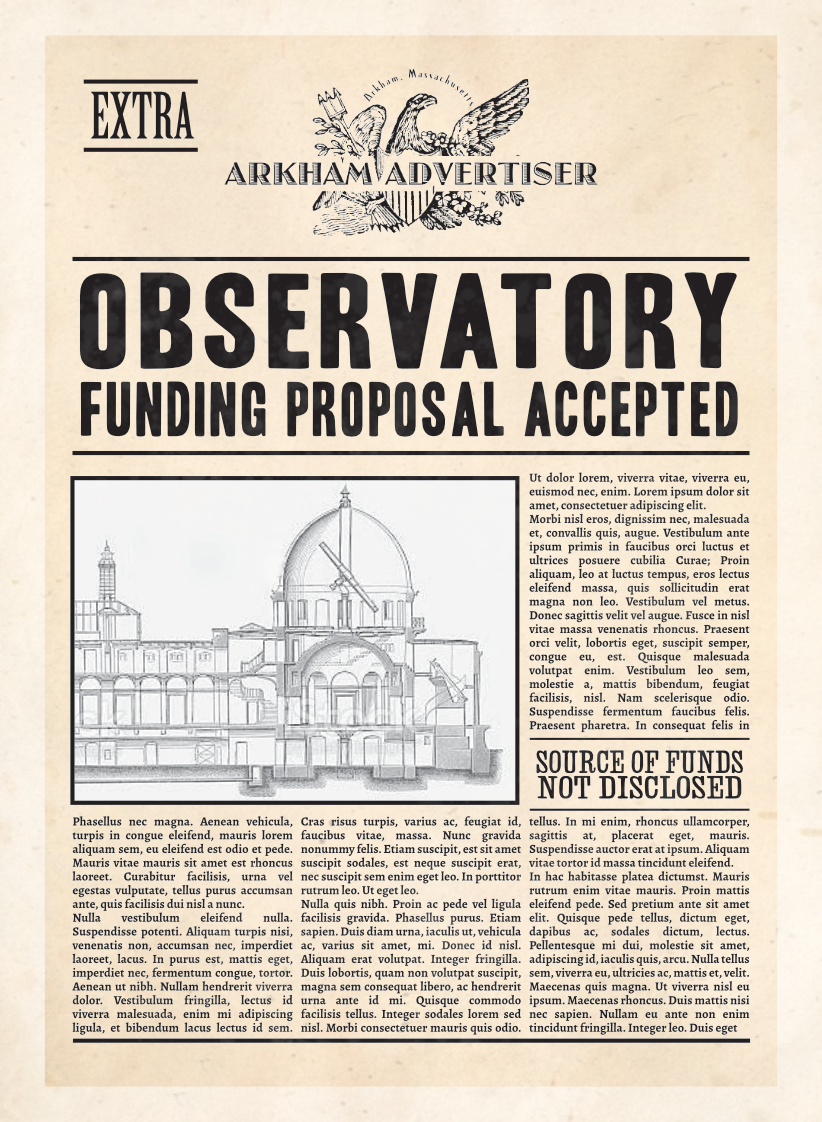 EXTRA
Arkham, Massachusetts
ARKHAM ADVERTISER
OBSERVATORY
FUNDING PROPOSAL ACCEPTED
Ut dolor lorem, viverra vitae, viverra eu,
euismod nec, enim. Lorem ipsum dolor sit
amet, consectetuer adipiscing elit.
Morbi nisl eros, dignissim nec, malesuada
et, convallis quis, augue. Vestibulum ante
ipsum primis in faucibus orci luctus et
ultrices posuere cubilia Curae; Proin
aliquam, leo at luctus tempus, eros lectus
eleifend massa, quis sollicitudin erat
magna non leo. Vestibulum vel metus.
Donec sagittis velit vel augue. Fusce in nisl
vitae massa venenatis rhoncus. Praesent
orci velit, lobortis eget, suscipit semper,
congue eu, est. Quisque malesuada
volutpat enim. Vestibulum leo sem,
molestie a, mattis bibendum, feugiat
facilisis, nisl. Nam scelerisque odio.
Suspendisse fermentum faucibus felis.
Praesent pharetra. In consequat felis in
SOURCE OF FUNDS
NOT DISCLOSED
Phasellus nec magna. Aenean vehicula,
turpis in congue eleifend, mauris lorem
aliquam sem, eu eleifend est odio et pede.
Mauris vitae mauris sit amet est rhoncus
laoreet. Curabitur facilisis, urna vel
egestas vulputate, tellus purus accumsan
ante, quis facilisis dui nisl a nunc.
Nulla vestibulum eleifend nulla.
Suspendisse potenti. Aliquam turpis nisi,
venenatis non, accumsan nec, imperdiet
laoreet, lacus. In purus est, mattis eget,
imperdiet nec, fermentum congue, tortor.
Aenean ut nibh. Nullam hendrerit viverra
dolor. Vestibulum fringilla, lectus id
viverra malesuada, enim mi adipiscing
ligula, et bibendum lacus lectus id sem.
Cras risus turpis, varius ac, feugiat id,
faucibus vitae, massa. Nunc gravida
nonummy felis. Etiam suscipit, est sit amet
suscipit sodales, est neque suscipit erat,
nec suscipit sem enim eget leo. In porttitor
rutrum leo. Ut eget leo.
Nulla quis nibh. Proin ac pede vel ligula
facilisis gravida. Phasellus purus. Etiam
sapien. Duis diam urna, iaculis ut, vehicula
ac, varius sit amet, mi. Donec id nisl.
Aliquam erat volutpat. Integer fringilla.
Duis lobortis, quam non volutpat suscipit,
magna sem consequat libero, ac hendrerit
urna ante id mi. Quisque commodo
facilisis tellus. Integer sodales lorem sed
nisl. Morbi consectetuer mauris quis odio.
tellus. In mi enim, rhoncus ullamcorper,
sagittis at, placerat eget, mauris.
Suspendisse auctor erat at ipsum. Aliquam
vitae tortor id massa tincidunt eleifend.
In hac habitasse platea dictumst. Mauris
rutrum enim vitae mauris. Proin mattis
eleifend pede. Sed pretium ante sit amet
elit. Quisque pede tellus, dictum eget,
dapibus ac, sodales dictum, lectus.
Pellentesque mi dui, molestie sit amet,
adipiscing id, iaculis quis, arcu. Nulla tellus
sem, viverra eu, ultricies ac, mattis et, velit.
Maecenas quis magna. Ut viverra nisl eu
ipsum. Maecenas rhoncus. Duis mattis nisi
nec sapien. Nullam eu ante non enim
tincidunt fringilla. Integer leo. Duis eget